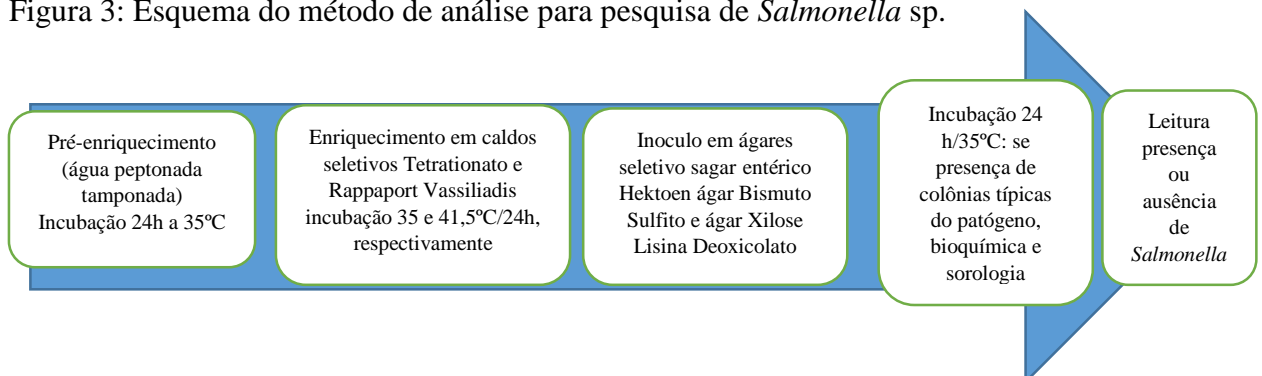 Figura 3: Esquema do método de análise para pesquisa de Salmonella sp.
Pré-enriquecimento
(água peptonada
tamponada)
Incubação 24h a 35ºC
Enriquecimento em caldos
seletivos Tetrationato e
Rappaport Vassiliadis
incubação 35 e 41,5ºC/24h,
respectivamente
Inoculo em ágares
seletivo sagar entérico
Hektoen ágar Bismuto
Sulfito e ágar Xilose
Lisina Deoxicolato
Incubação 24
h/35ºC: se
presença de
colônias típicas
do patógeno,
bioquímica e
sorologia
Leitura
presença
ou
ausência
de
Salmonella